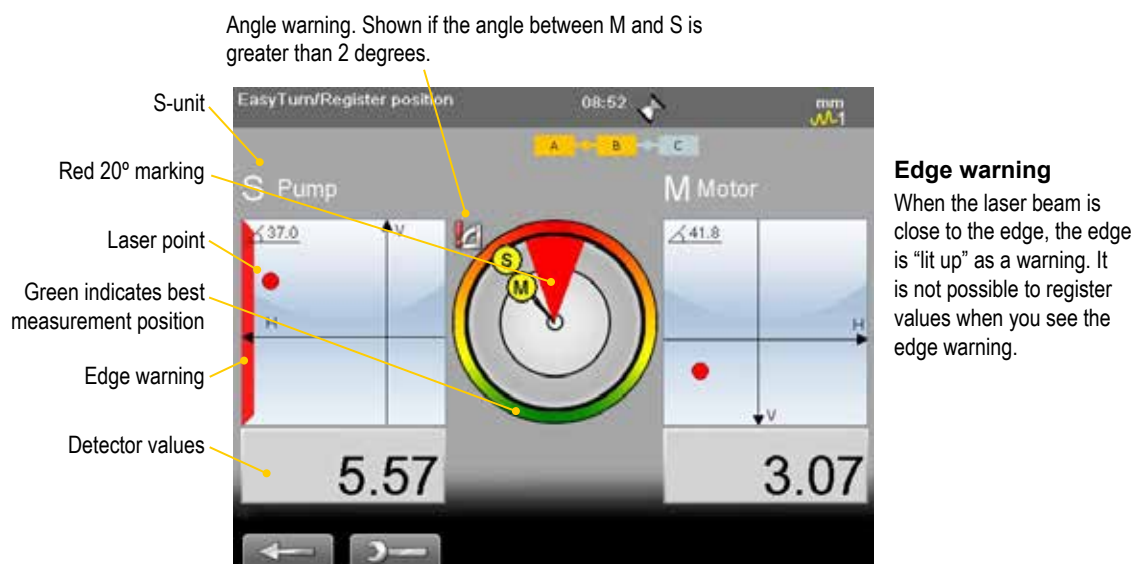 Angle warning. Shown if the angle between M and S is
greater than 2 degrees.
S-unit
Red 20º marking
Laser point
Green indicates best
measurement position
Edge warning
Detector values
EasyTurn/Register position
08:52
mm
1
A
B
C
S Pump
M Motor
37.0
V
H
S
M
41.8
H
V
5.57
3.07
Edge warning
When the laser beam is
close to the edge, the edge
is “lit up” as a warning. It
is not possible to register
values when you see the
edge warning.